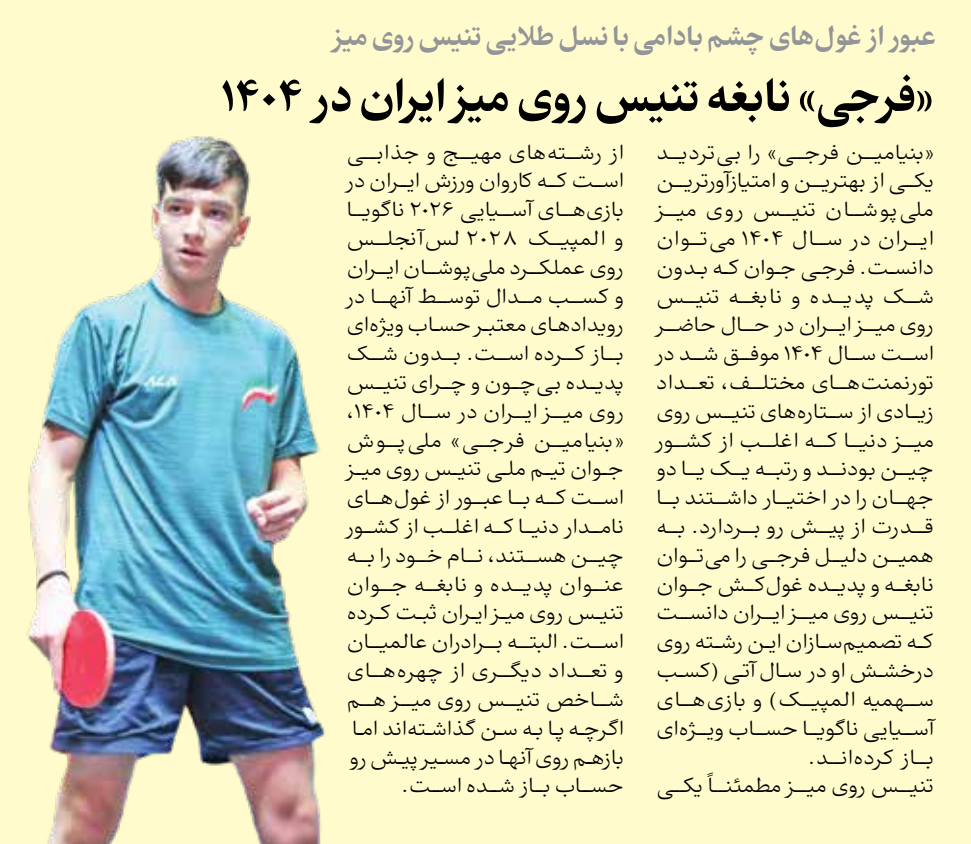 عبور از غول‌های چشم بادامی با نسل طلایی تنیس روی میز
«فرجی» نابغه تنیس روی میز ایران در ۱۴۰۴
«بنیامین فرجی» را بی‌تردید
یکی از بهترین و امتیازآورترین
ملی‌پوشان تنیس روی میز
ایران در سال ۱۴۰۴ می‌توان
دانست. فرجی جوان که بدون
شک پدیده و نابغه تنیس
روی میز ایران در حال حاضر
است سال ۱۴۰۴ موفق شد در
تورنمنت‌های مختلف، تعداد
زیادی از ستاره‌های تنیس روی
میز دنیا که اغلب از کشور
چین بودند و رتبه یک یا دو
جهان را در اختیار داشتند با
قدرت از پیش رو بردارد. به
همین دلیل فرجی را می‌توان
نابغه و پدیده غول‌کش جوان
تنیس روی میز ایران دانست
که تصمیم‌سازان این رشته روی
درخشش او در سال آتی (کسب
سهمیه المپیک) و بازی‌های
آسیایی ناگویا حساب ویژه‌ای
باز کرده‌اند.
تنیس روی میز مطمئناً یکی
از رشته‌های مهیج و جذابی
است که کاروان ورزش ایران در
بازی‌های آسیایی ۲۰۲۶ ناگویا
و المپیک ۲۰۲۸ لس‌آنجلس
روی عملکرد ملی‌پوشان ایران
و کسب مدال توسط آنها در
رویدادهای معتبر حساب ویژه‌ای
باز کرده است. بدون شک
پدیده بی‌چون و چرای تنیس
روی میز ایران در سال ۱۴۰۴،
«بنیامین فرجی» ملی‌پوش
جوان تیم ملی تنیس روی میز
است که با عبور از غول‌های
نامدار دنیا که اغلب از کشور
چین هستند، نام خود را به
عنوان پدیده و نابغه جوان
تنیس روی میز ایران ثبت کرده
است. البته برادران عالمیان
و تعداد دیگری از چهره‌های
شاخص تنیس روی میز هم
اگرچه پا به سن گذاشته‌اند اما
بازهم روی آنها در مسیر پیش رو
حساب باز شده است.